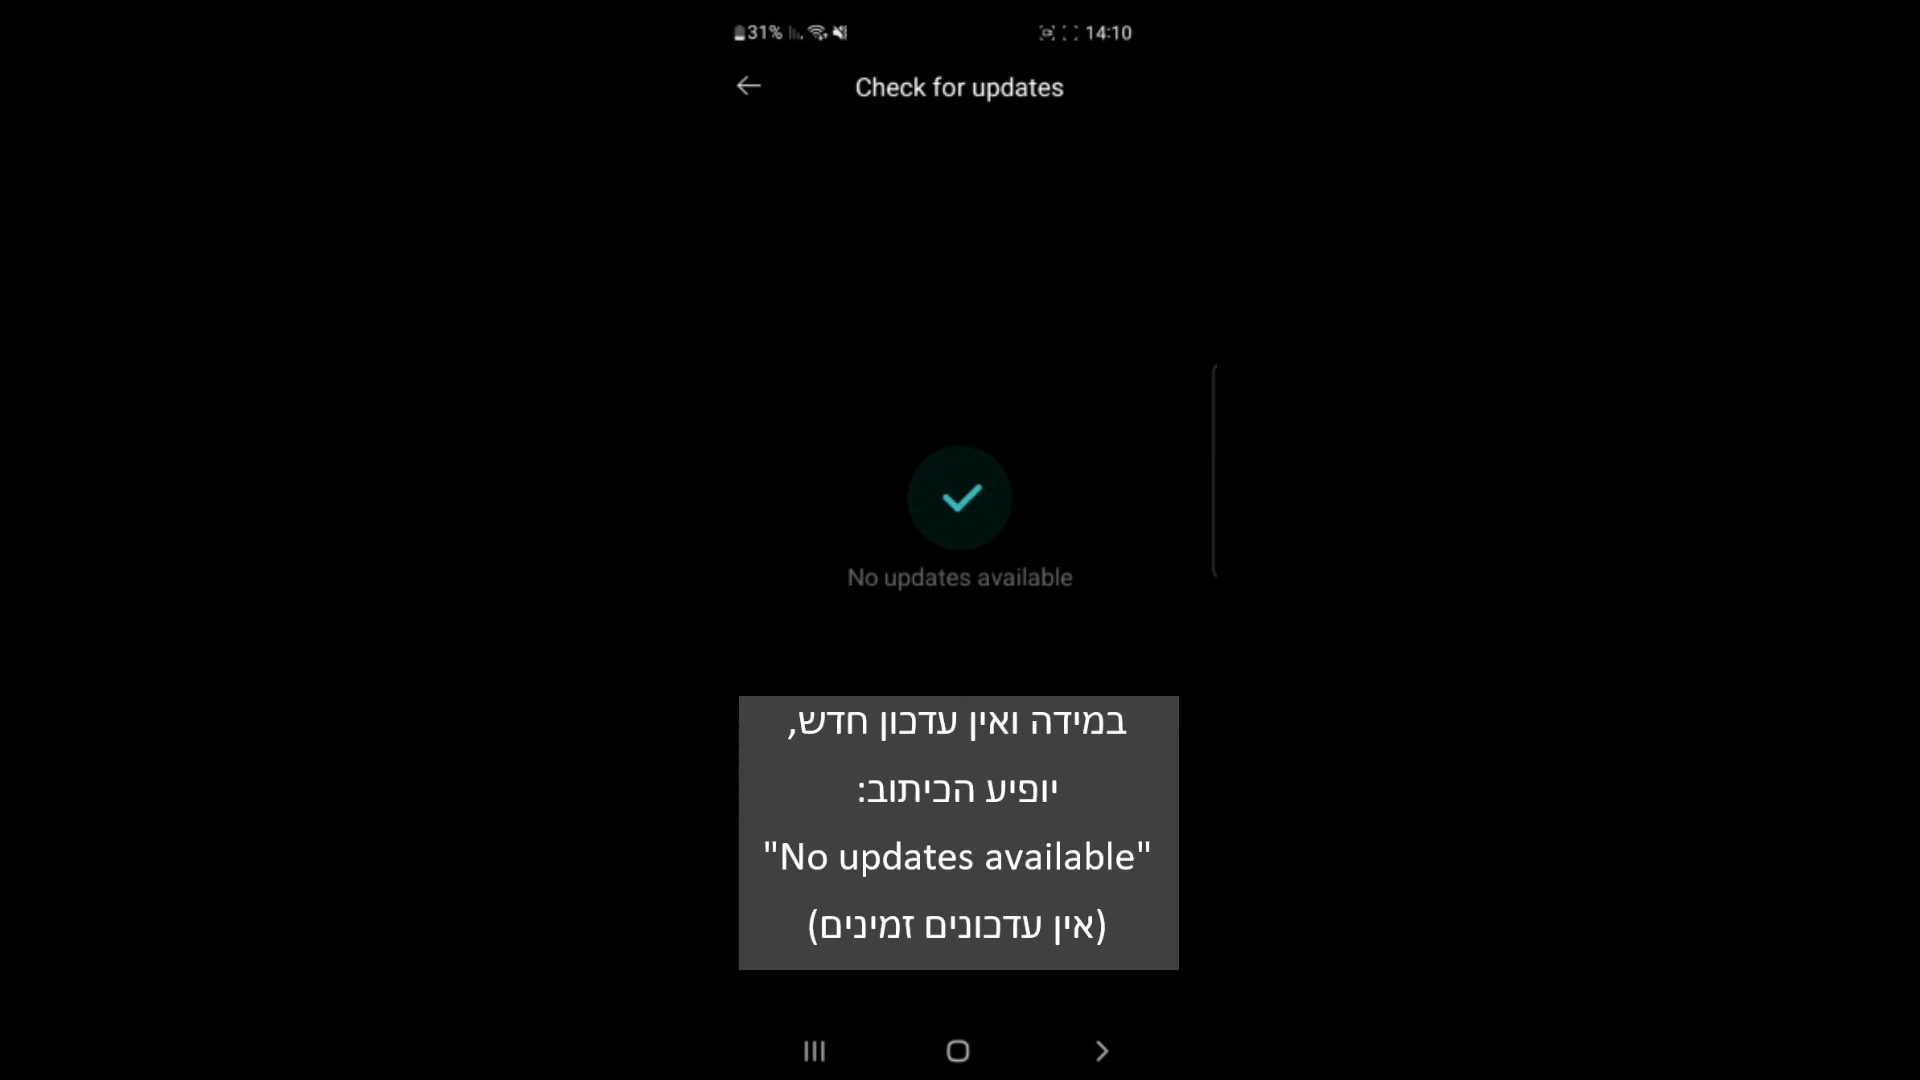 31% 14:10
Check for updates
No updates available
במידה ואין עדכון חדש,
יופיע הכיתוב:
"No updates available"
(אין עדכונים זמינים)